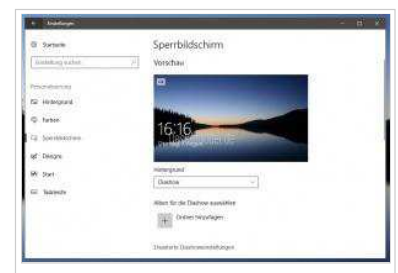 Einstellungen
Startseite
Einstellung suchen
Personalisierung
Hintergrund
Farben
Sperrbildschirm
Designs
Start
Taskleiste
Sperrbildschirm
Vorschau
16:16
Hintergrund
Diashow
Alben für die Diashow auswählen
Ordner hinzufügen
Erweiterte Diashoweinstellungen